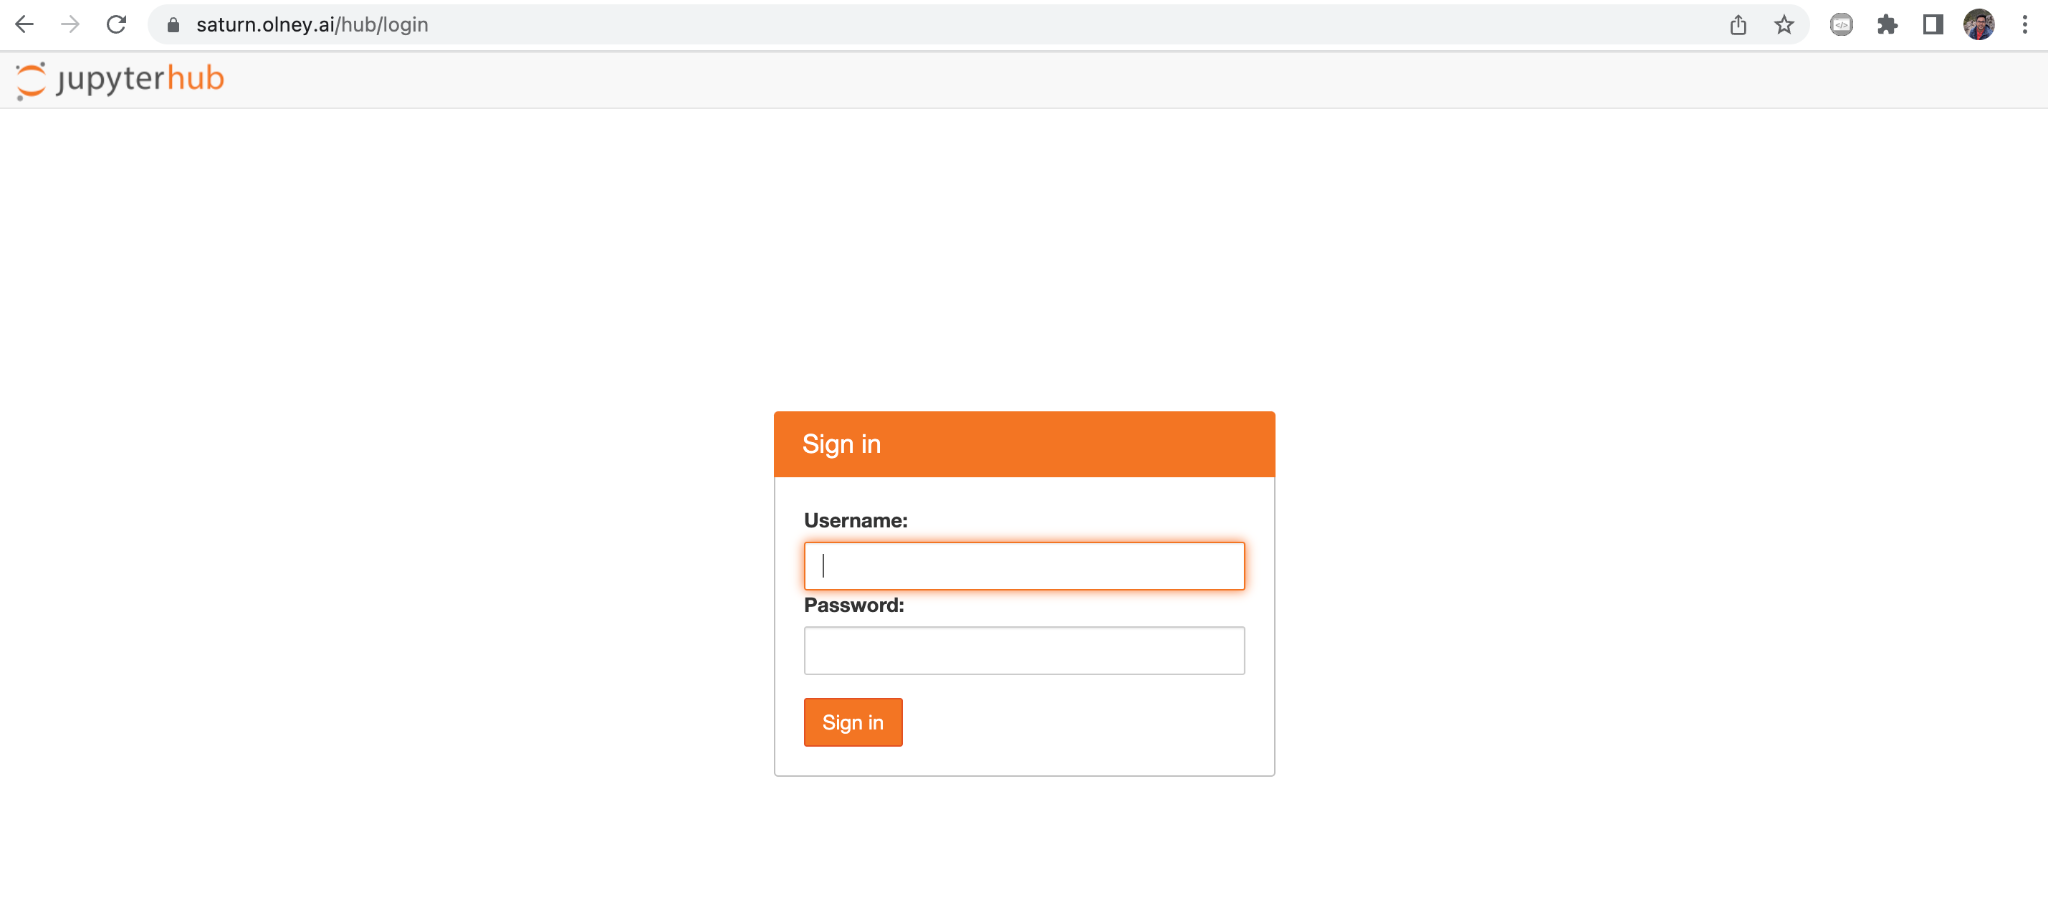 saturn.olney.ai/hub/login
jupyterhub
Sign in
Username:
Password:
Sign in